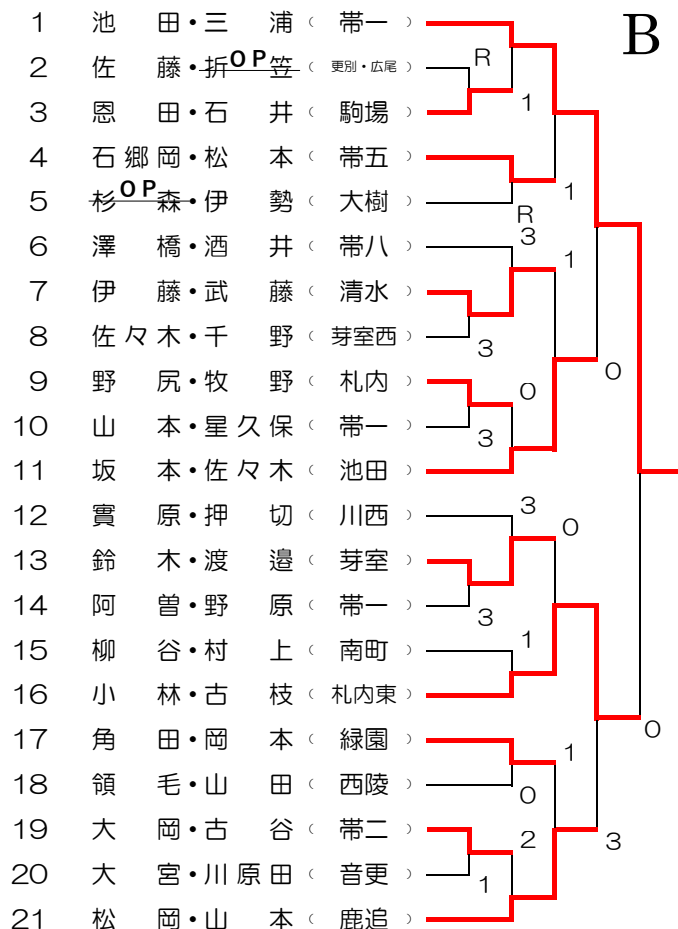 B
1 池田・三浦（帯一）
2 佐藤・折笠（更別・広尾） OP
3 恩田・石井（駒場）
4 石郷岡・松本（帯五）
5 杉森・伊勢（大樹） OP
6 澤橋・酒井（帯八）
7 伊藤・武藤（清水）
8 佐々木・千野（芽室西）
9 野尻・牧野（札内）
10 山本・星久保（帯一）
11 坂本・佐々木（池田）
12 實原・押切（川西）
13 鈴木・渡邉（芽室）
14 阿曽・野原（帯一）
15 柳谷・村上（南町）
16 小林・古枝（札内東）
17 角田・岡本（緑園）
18 領毛・山田（西陵）
19 大岡・古谷（帯二）
20 大宮・川原田（音更）
21 松岡・山本（鹿追）
R
1
1
R
3
1
3
0
0
3
3
0
3
1
0
1
0
2
3
1